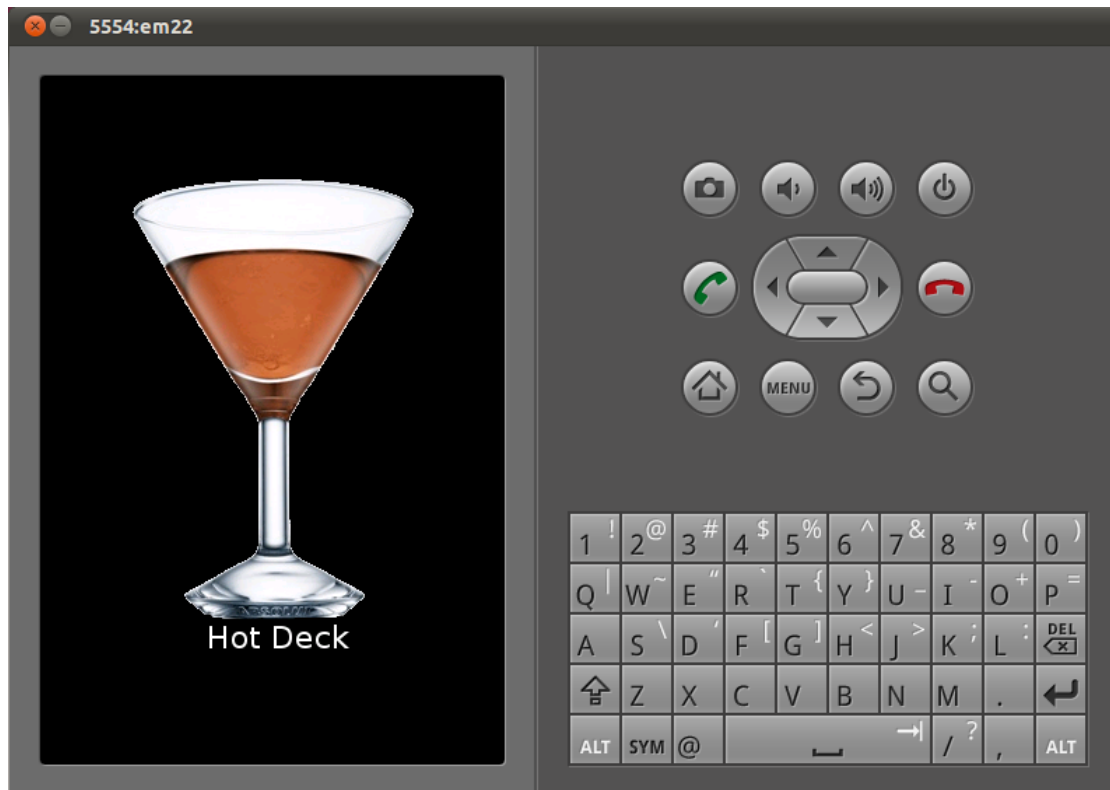 5554:em22
ABSOLUT
Hot Deck
MENU
1 ! 2 @ 3 # 4 $ 5 % 6 ^ 7 & 8 * 9 ( 0 )
Q | W ~ E " R ` T { Y } U _ I - O + P =
A S \ D ' F [ G ] H < J > K ; L : DEL
Z X C V B N M .
ALT SYM @ / ? , ALT